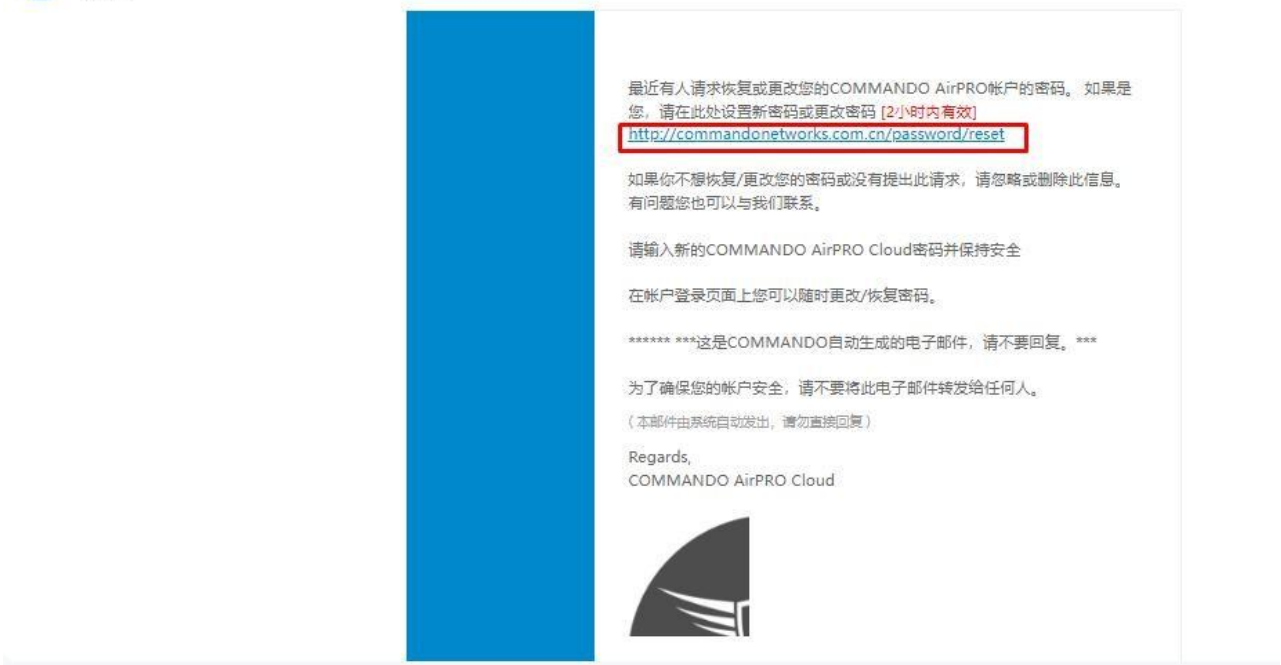 最近有人请求恢复或更改您的COMMANDO AirPRO帐户的密码。 如果是
您，请在此处设置新密码或更改密码 [2小时内有效]
http://commandonetworks.com.cn/password/reset
如果你不想恢复/更改您的密码或没有提出此请求，请忽略或删除此信息。
有问题您也可以与我们联系。
请输入新的COMMANDO AirPRO Cloud密码并保持安全
在帐户登录页面上您可以随时更改/恢复密码。
****** ***这是COMMANDO自动生成的电子邮件，请不要回复。***
为了确保您的帐户安全，请不要将此电子邮件转发给任何人。
（本邮件由系统自动发出，请勿直接回复）
Regards,
COMMANDO AirPRO Cloud